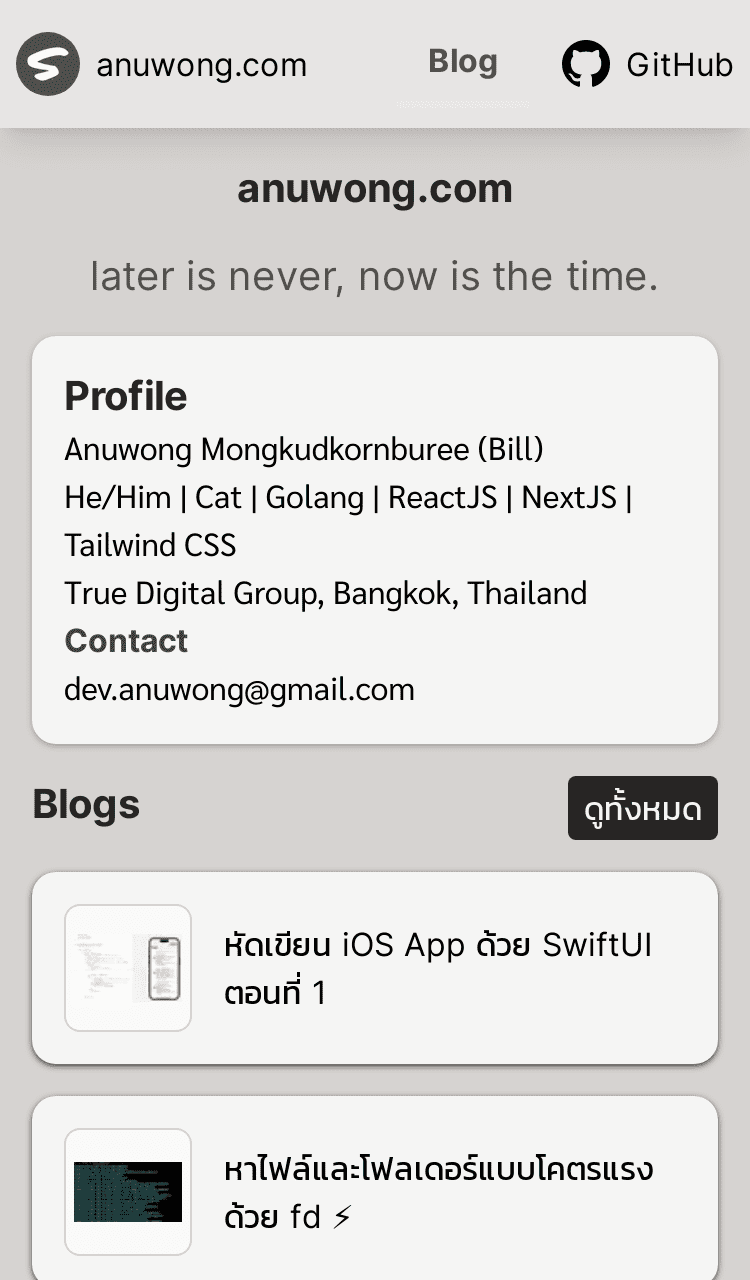 anuwong.com
Blog
GitHub
anuwong.com
later is never, now is the time.
Profile
Anuwong Mongkudkornburee (Bill)
He/Him | Cat | Golang | ReactJS | NextJS |
Tailwind CSS
True Digital Group, Bangkok, Thailand
Contact
dev.anuwong@gmail.com
Blogs
ดูทั้งหมด
หัดเขียน iOS App ด้วย SwiftUI
ตอนที่ 1
หาไฟล์และโฟลเดอร์แบบโคตรแรง
ด้วย fd ⚡